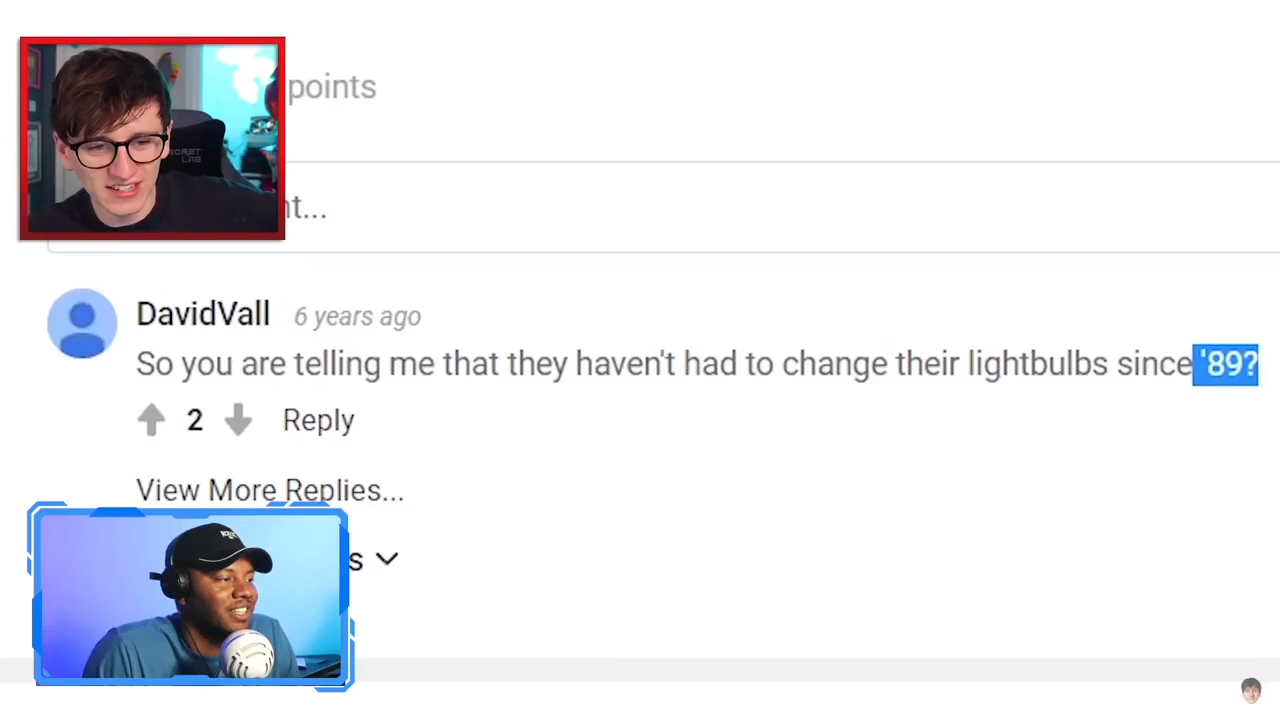 points
nt...
DavidVall 6 years ago
So you are telling me that they haven't had to change their lightbulbs since '89?
2 Reply
View More Replies...
s